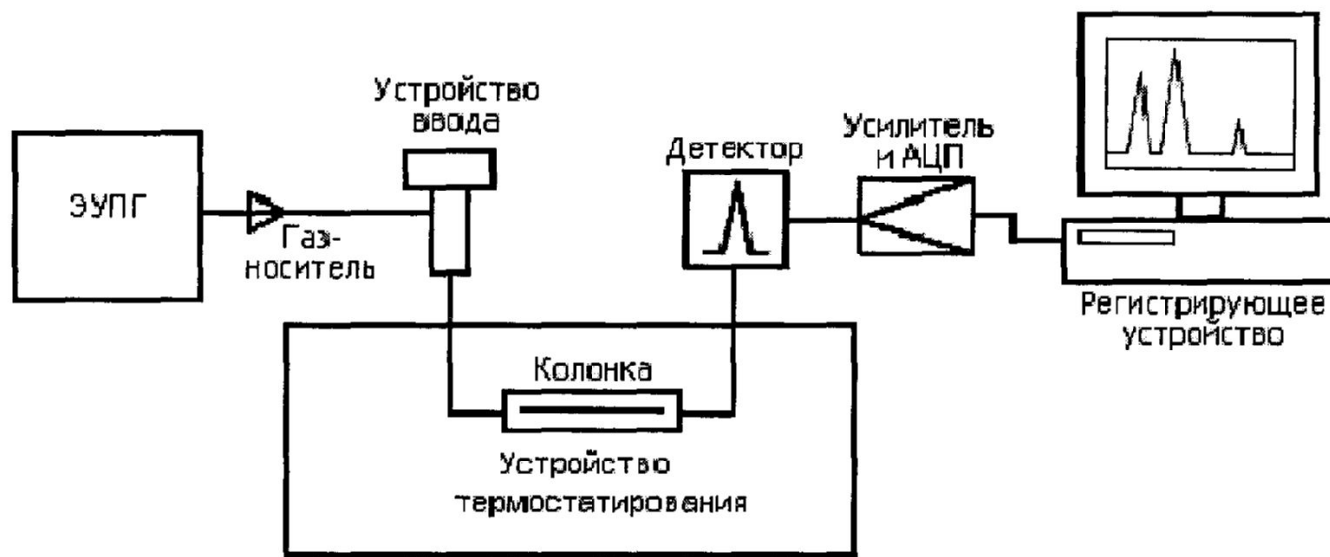 ЭУПГ
Газ-
носитель
Устройство
ввода
Детектор
Усилитель
и АЦП
Регистрирующее
устройство
Колонка
Устройство
термостатирования